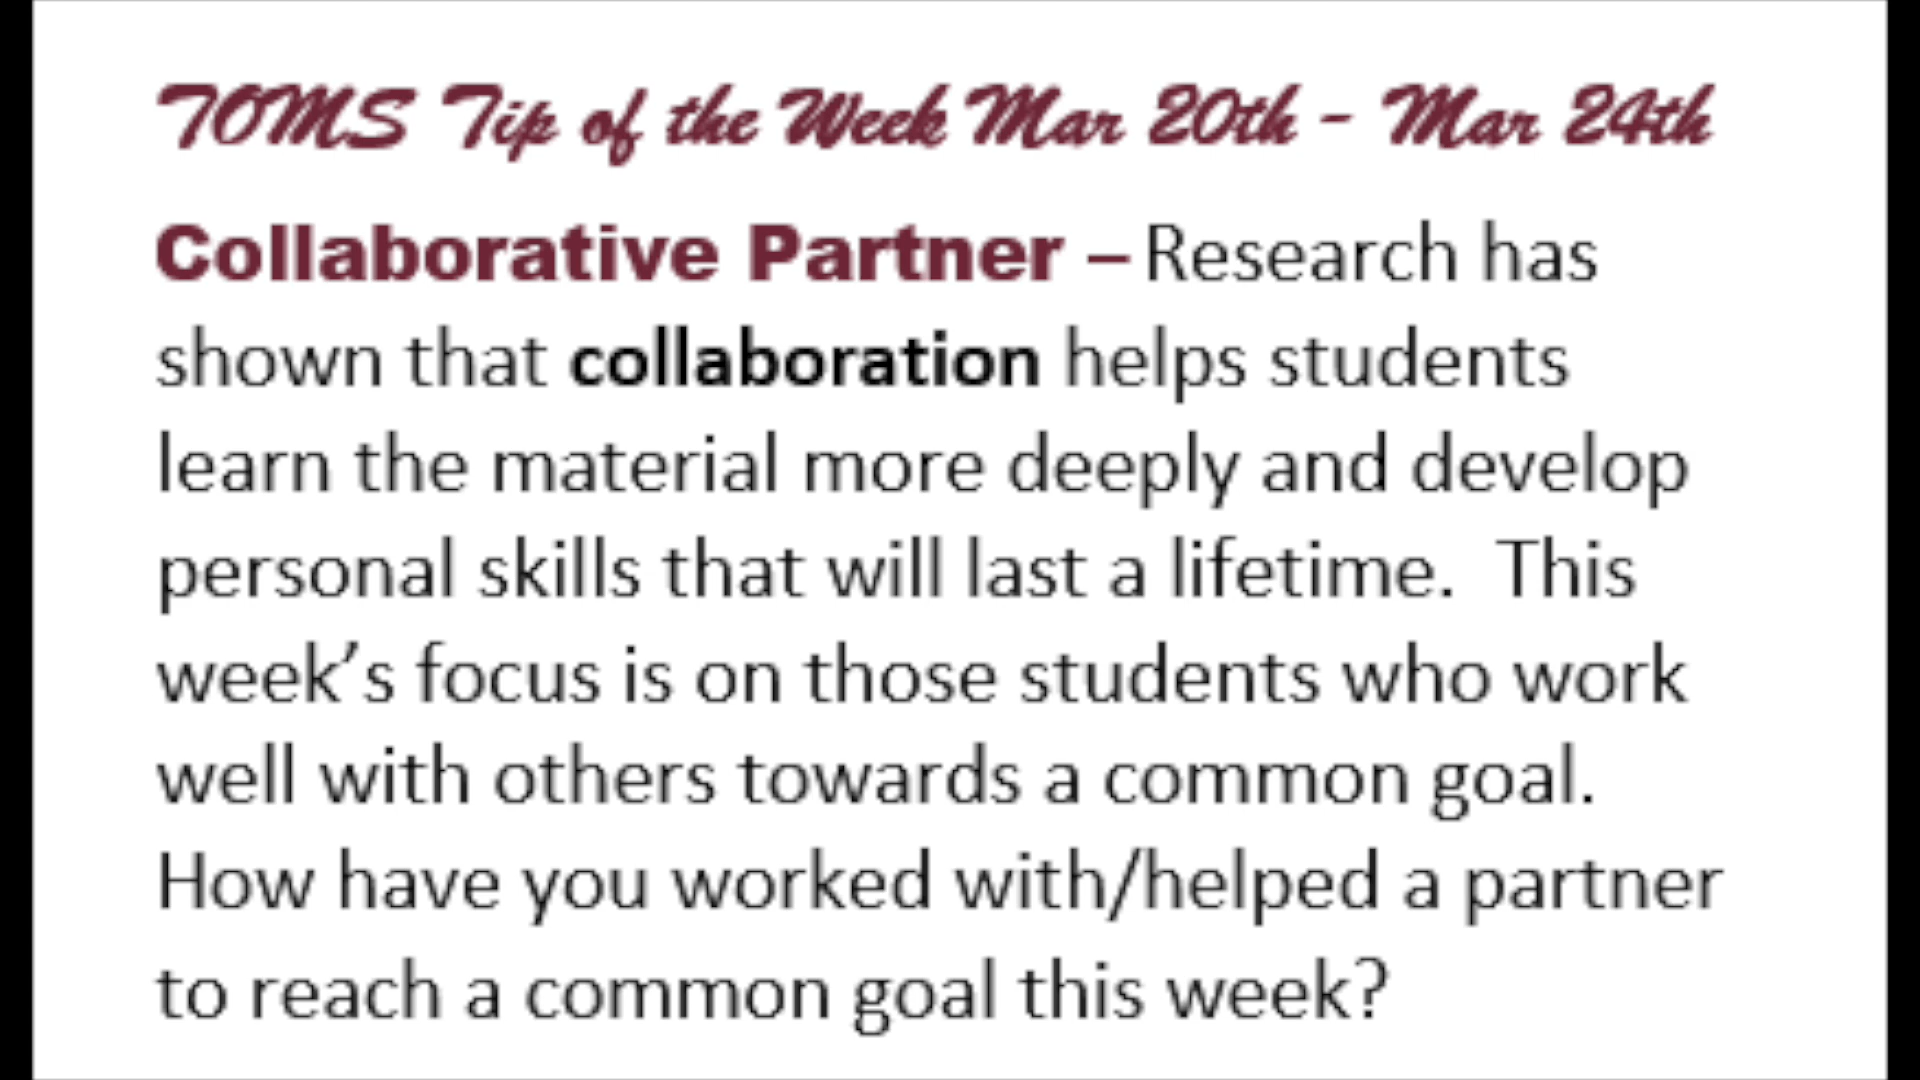 TOMS Tip of the Week Mar 20th - Mar 24th
Collaborative Partner – Research has
shown that collaboration helps students
learn the material more deeply and develop
personal skills that will last a lifetime.  This
week’s focus is on those students who work
well with others towards a common goal.
How have you worked with/helped a partner
to reach a common goal this week?